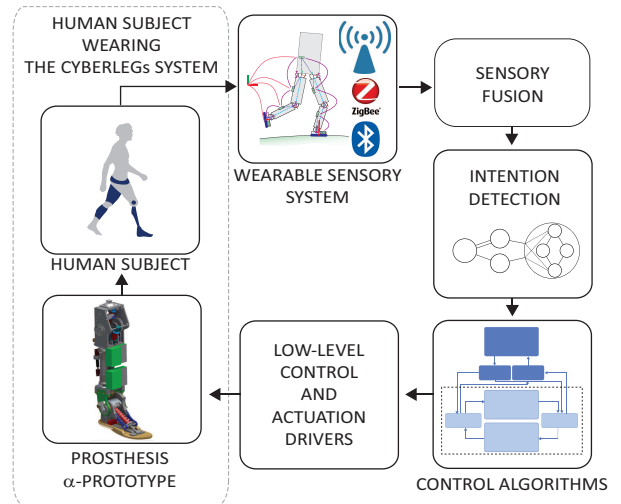 HUMAN SUBJECT
WEARING
THE CYBERLEGs SYSTEM
HUMAN SUBJECT
PROSTHESIS
α-PROTOTYPE
ZigBee®
WEARABLE SENSORY
SYSTEM
SENSORY
FUSION
INTENTION
DETECTION
CONTROL ALGORITHMS
LOW-LEVEL
CONTROL
AND
ACTUATION
DRIVERS